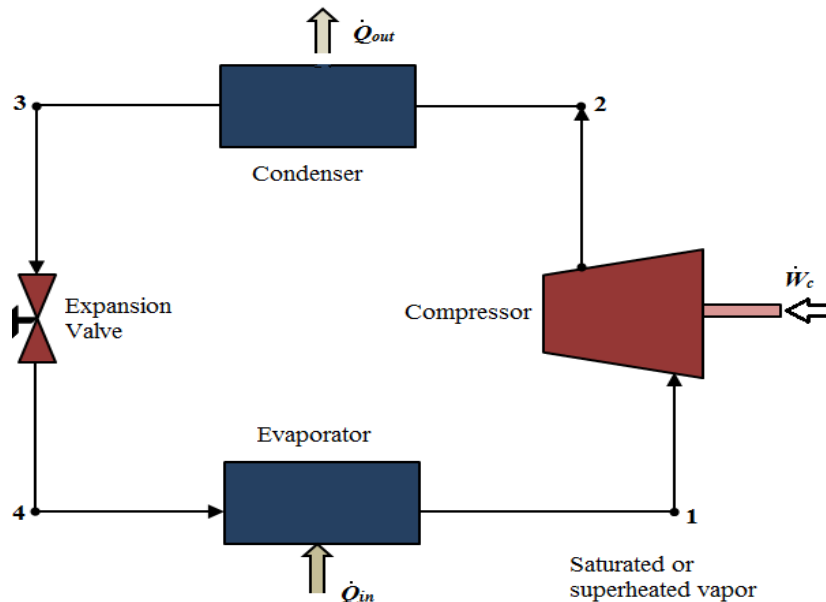 Q̇out
3
2
Condenser
Ẇc
Expansion
Valve
Compressor
Evaporator
4
1
Saturated or
superheated vapor
Q̇in